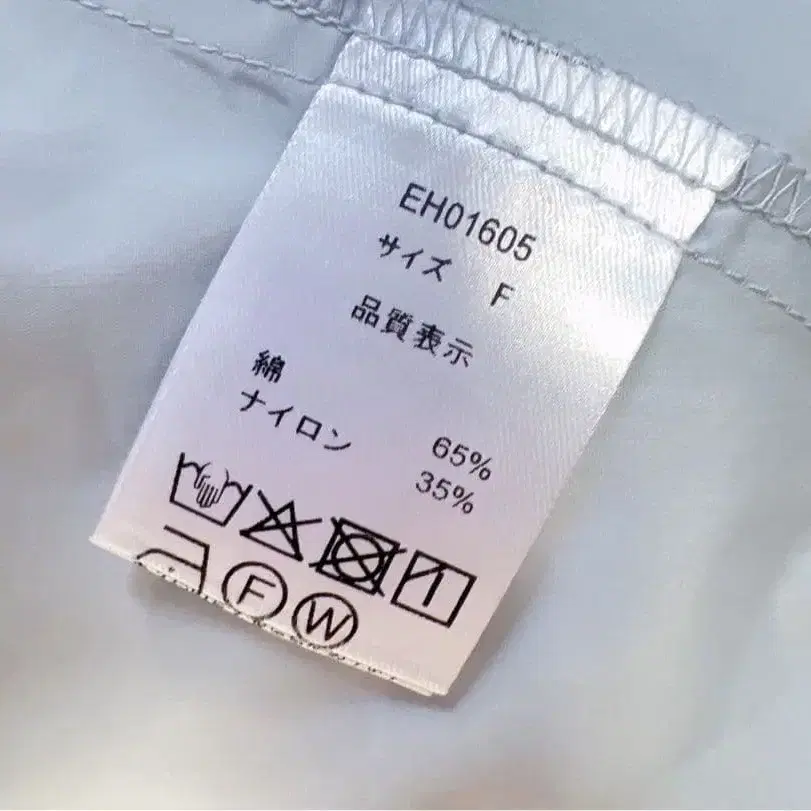 EH01605
サイズ F
品質表示
綿 65%
ナイロン 35%
F W